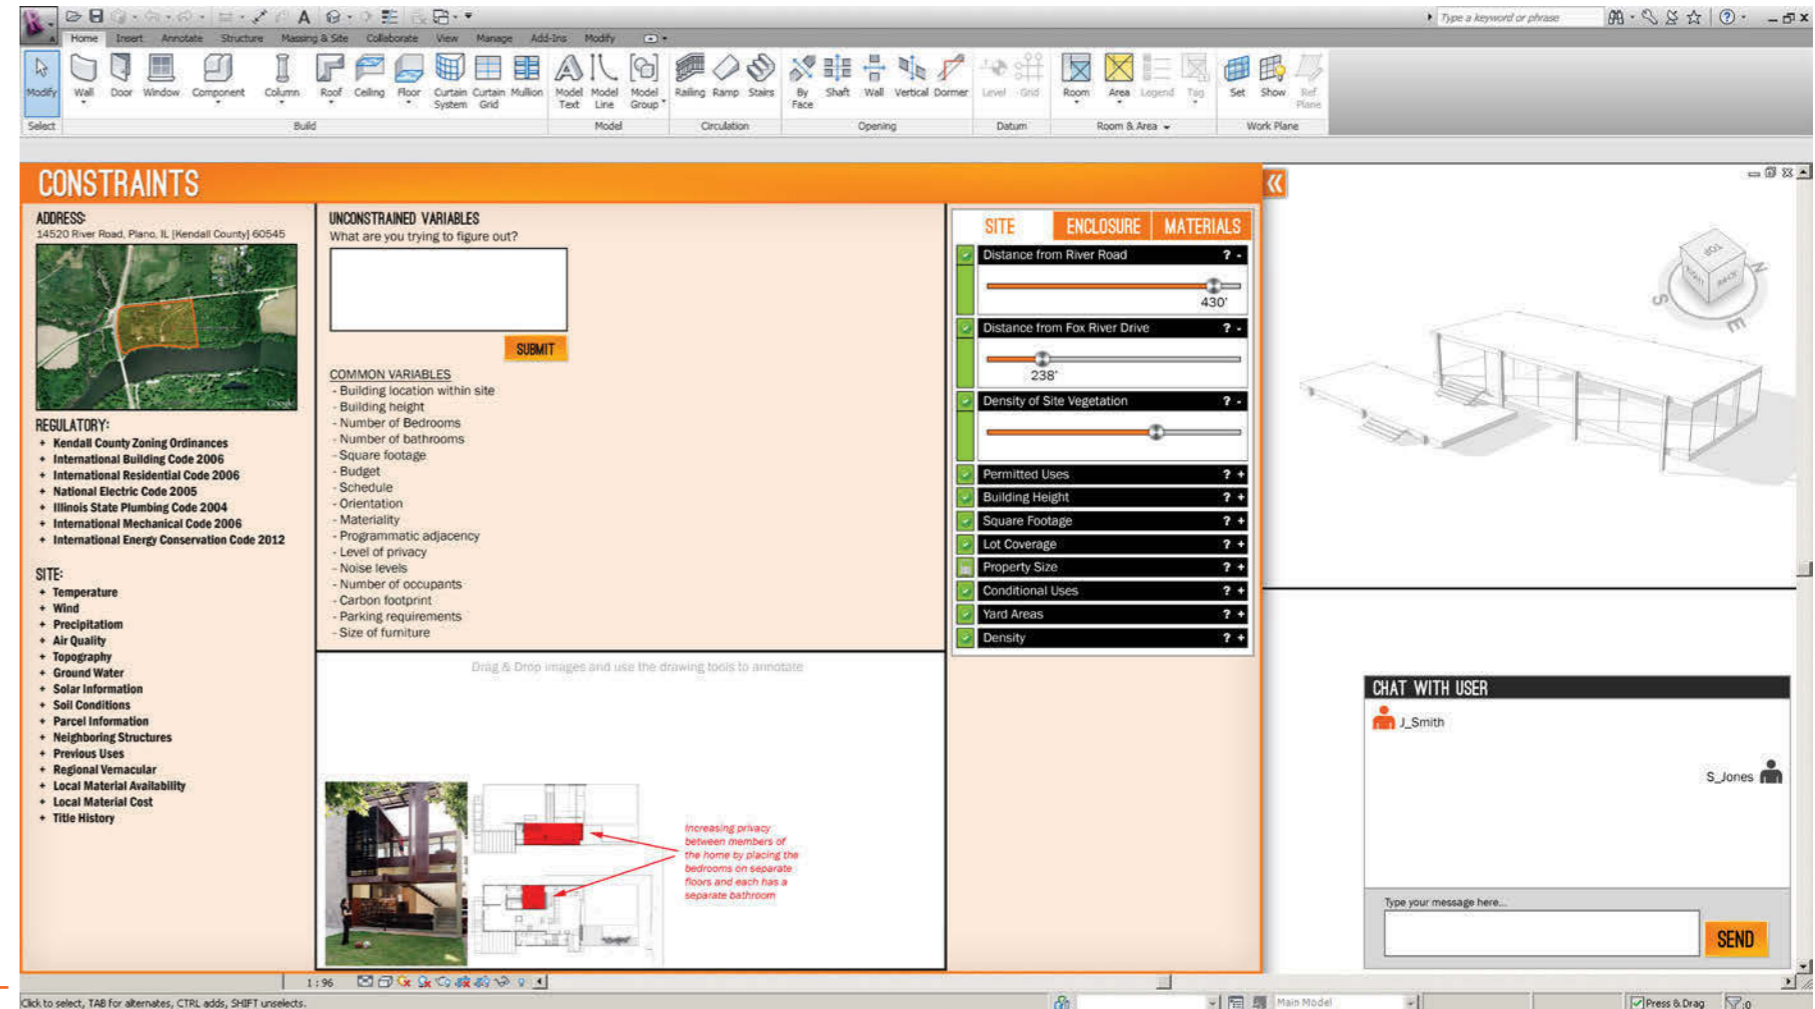 Type a keyword or phrase
Home Insert Annotate Structure Massing & Site Collaborate View Manage Add-Ins Modify
Modify Wall Door Window Component Column Roof Ceiling Floor Curtain System Curtain Grid Mullion Model Text Model Line Model Group Railing Ramp Stairs By Face Shaft Wall Vertical Dormer Level Grid Room Area Legend Tag Set Show Ref Plane
Select Build Model Circulation Opening Datum Room & Area Work Plane
CONSTRAINTS
ADDRESS:
14520 River Road, Plano, IL [Kendall County] 60545
Google
REGULATORY:
+ Kendall County Zoning Ordinances
+ International Building Code 2006
+ International Residential Code 2006
+ National Electric Code 2005
+ Illinois State Plumbing Code 2004
+ International Mechanical Code 2006
+ International Energy Conservation Code 2012
SITE:
+ Temperature
+ Wind
+ Precipitatiom
+ Air Quality
+ Topography
+ Ground Water
+ Solar Information
+ Soil Conditions
+ Parcel Information
+ Neighboring Structures
+ Previous Uses
+ Regional Vernacular
+ Local Material Availability
+ Local Material Cost
+ Title History
UNCONSTRAINED VARIABLES
What are you trying to figure out?
SUBMIT
COMMON VARIABLES
- Building location within site
- Building height
- Number of Bedrooms
- Number of bathrooms
- Square footage
- Budget
- Schedule
- Orientation
- Materiality
- Programmatic adjacency
- Level of privacy
- Noise levels
- Number of occupants
- Carbon footprint
- Parking requirements
- Size of furniture
Drag & Drop images and use the drawing tools to annotate
Increasing privacy
between members of
the home by placing the
bedrooms on separate
floors and each has a
separate bathroom
SITE ENCLOSURE MATERIALS
Distance from River Road ? -
430'
Distance from Fox River Drive ? -
238'
Density of Site Vegetation ? -
Permitted Uses ? +
Building Height ? +
Square Footage ? +
Lot Coverage ? +
Property Size ? +
Conditional Uses ? +
Yard Areas ? +
Density ? +
TOP
RIGHT BACK
N
S
E
CHAT WITH USER
J_Smith
S_Jones
Type your message here...
SEND
1 : 96
Click to select, TAB for alternates, CTRL adds, SHIFT unselects.
Main Model
Press & Drag
:0